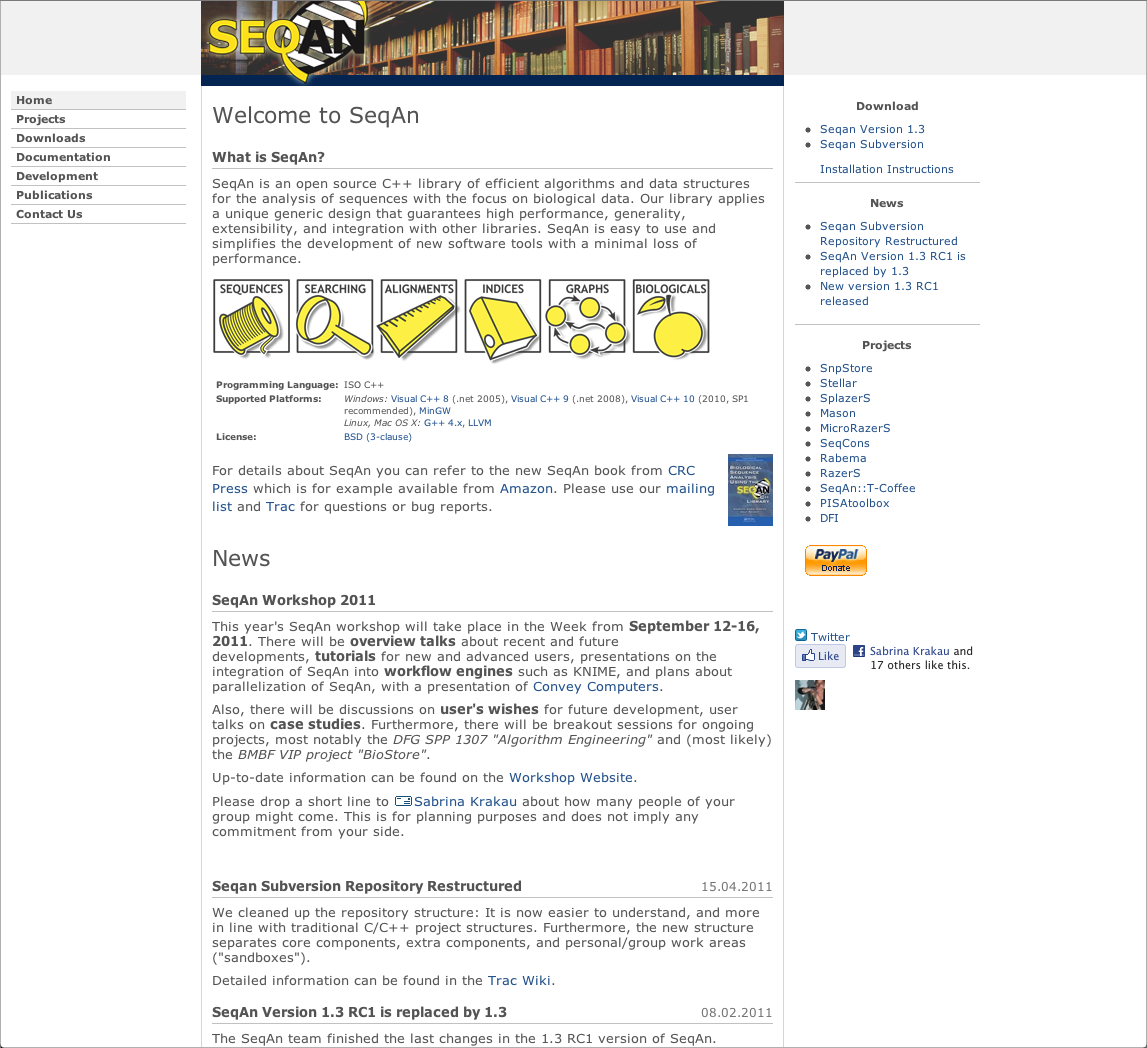 SEQAN
Home
Projects
Downloads
Documentation
Development
Publications
Contact Us
Welcome to SeqAn
What is SeqAn?
SeqAn is an open source C++ library of efficient algorithms and data structures
for the analysis of sequences with the focus on biological data. Our library applies
a unique generic design that guarantees high performance, generality,
extensibility, and integration with other libraries. SeqAn is easy to use and
simplifies the development of new software tools with a minimal loss of
performance.
SEQUENCES SEARCHING ALIGNMENTS INDICES GRAPHS BIOLOGICALS
Programming Language: ISO C++
Supported Platforms: Windows: Visual C++ 8 (.net 2005), Visual C++ 9 (.net 2008), Visual C++ 10 (2010, SP1
recommended), MinGW
Linux, Mac OS X: G++ 4.x, LLVM
License: BSD (3-clause)
For details about SeqAn you can refer to the new SeqAn book from CRC
Press which is for example available from Amazon. Please use our mailing
list and Trac for questions or bug reports.
BIOLOGICAL
SEQUENCE
ANALYSIS
USING THE
SEQAN
C++
LIBRARY
News
SeqAn Workshop 2011
This year's SeqAn workshop will take place in the Week from September 12-16,
2011. There will be overview talks about recent and future
developments, tutorials for new and advanced users, presentations on the
integration of SeqAn into workflow engines such as KNIME, and plans about
parallelization of SeqAn, with a presentation of Convey Computers.
Also, there will be discussions on user's wishes for future development, user
talks on case studies. Furthermore, there will be breakout sessions for ongoing
projects, most notably the DFG SPP 1307 "Algorithm Engineering" and (most likely)
the BMBF VIP project "BioStore".
Up-to-date information can be found on the Workshop Website.
Please drop a short line to Sabrina Krakau about how many people of your
group might come. This is for planning purposes and does not imply any
commitment from your side.
Seqan Subversion Repository Restructured 15.04.2011
We cleaned up the repository structure: It is now easier to understand, and more
in line with traditional C/C++ project structures. Furthermore, the new structure
separates core components, extra components, and personal/group work areas
("sandboxes").
Detailed information can be found in the Trac Wiki.
SeqAn Version 1.3 RC1 is replaced by 1.3 08.02.2011
The SeqAn team finished the last changes in the 1.3 RC1 version of SeqAn.
Download
Seqan Version 1.3
Seqan Subversion
Installation Instructions
News
Seqan Subversion
Repository Restructured
SeqAn Version 1.3 RC1 is
replaced by 1.3
New version 1.3 RC1
released
Projects
SnpStore
Stellar
SplazerS
Mason
MicroRazerS
SeqCons
Rabema
RazerS
SeqAn::T-Coffee
PISAtoolbox
DFI
PayPal
Donate
Twitter
Like Sabrina Krakau and
17 others like this.